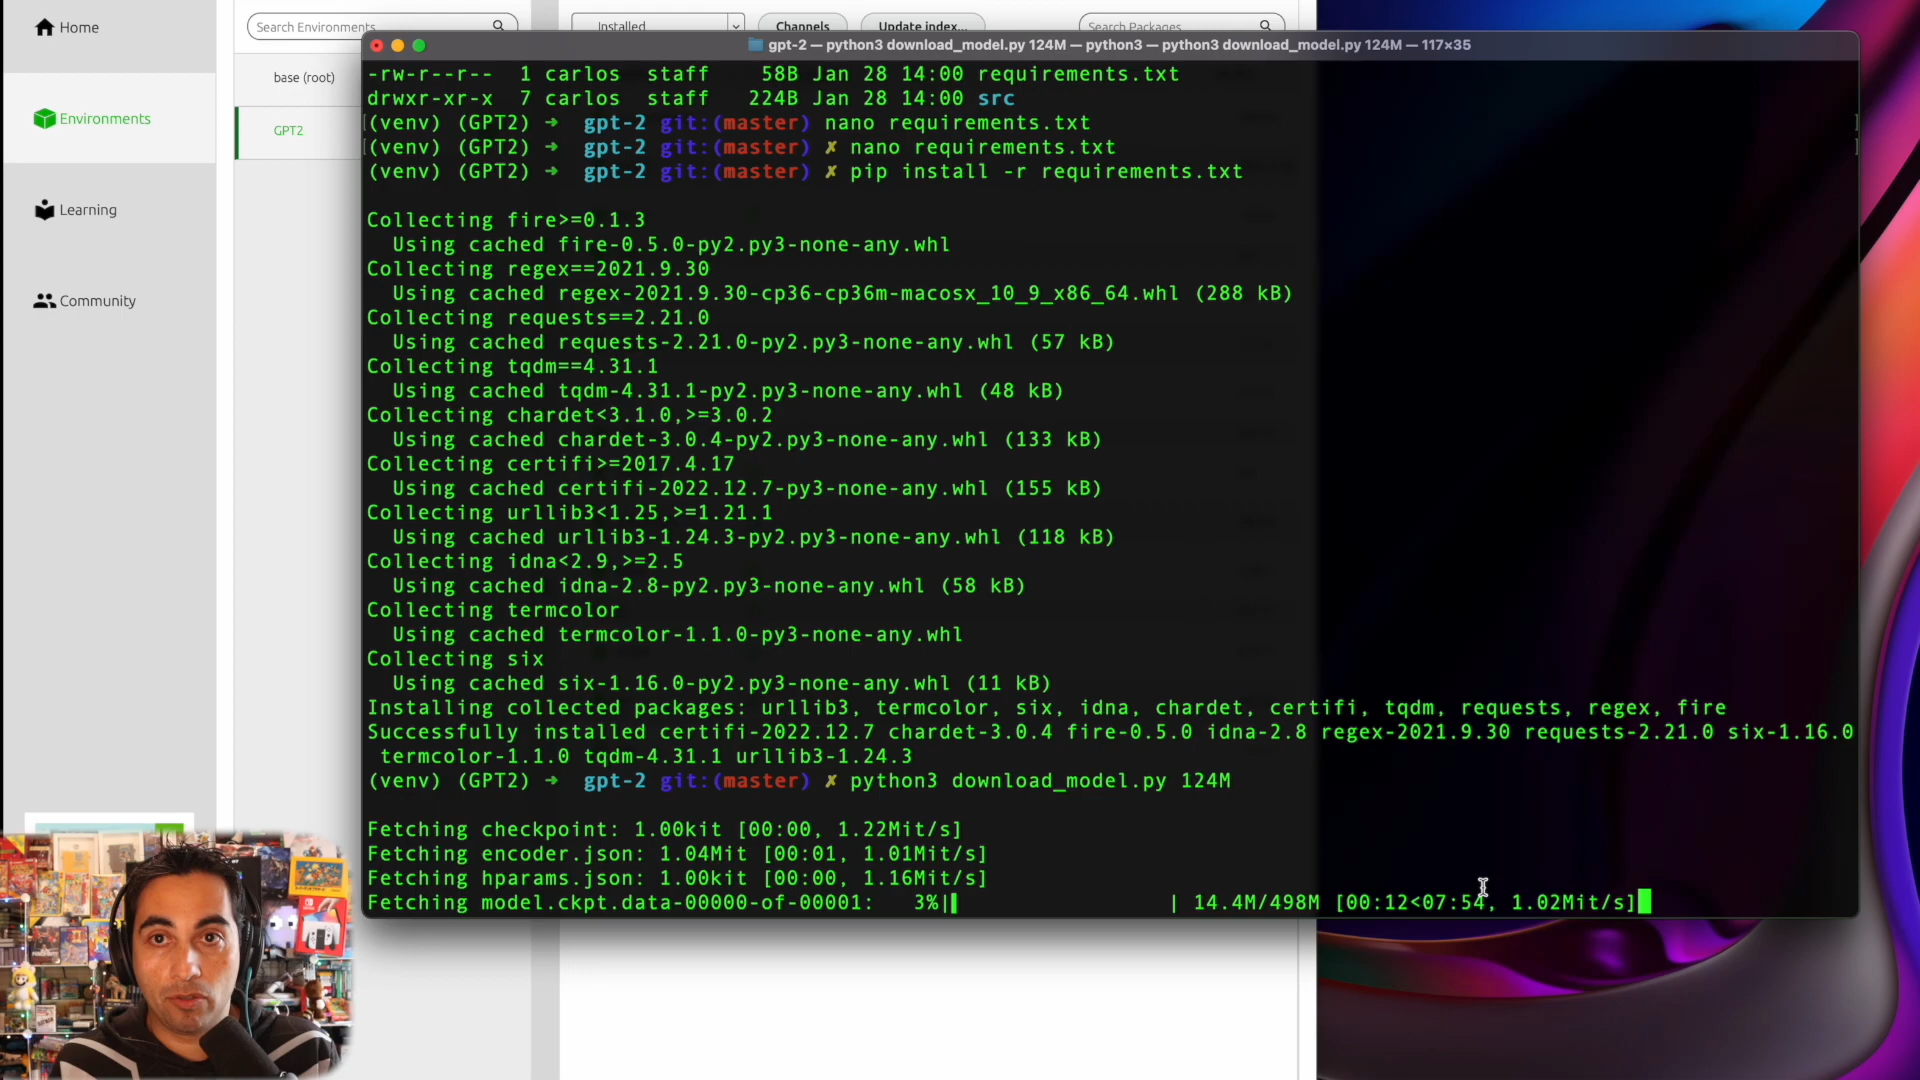 Home
Search Environments
Installed
Channels
Update index...
Search Packages
gpt-2 — python3 download_model.py 124M — python3 — python3 download_model.py 124M — 117×35
base (root)
Environments
GPT2
Learning
Community
-rw-r--r--  1 carlos  staff    58B Jan 28 14:00 requirements.txt
drwxr-xr-x  7 carlos  staff   224B Jan 28 14:00 src
(venv) (GPT2) ➜  gpt-2 git:(master) nano requirements.txt
(venv) (GPT2) ➜  gpt-2 git:(master) ✗ nano requirements.txt
(venv) (GPT2) ➜  gpt-2 git:(master) ✗ pip install -r requirements.txt
Collecting fire>=0.1.3
Using cached fire-0.5.0-py2.py3-none-any.whl
Collecting regex==2021.9.30
Using cached regex-2021.9.30-cp36-cp36m-macosx_10_9_x86_64.whl (288 kB)
Collecting requests==2.21.0
Using cached requests-2.21.0-py2.py3-none-any.whl (57 kB)
Collecting tqdm==4.31.1
Using cached tqdm-4.31.1-py2.py3-none-any.whl (48 kB)
Collecting chardet<3.1.0,>=3.0.2
Using cached chardet-3.0.4-py2.py3-none-any.whl (133 kB)
Collecting certifi>=2017.4.17
Using cached certifi-2022.12.7-py3-none-any.whl (155 kB)
Collecting urllib3<1.25,>=1.21.1
Using cached urllib3-1.24.3-py2.py3-none-any.whl (118 kB)
Collecting idna<2.9,>=2.5
Using cached idna-2.8-py2.py3-none-any.whl (58 kB)
Collecting termcolor
Using cached termcolor-1.1.0-py3-none-any.whl
Collecting six
Using cached six-1.16.0-py2.py3-none-any.whl (11 kB)
Installing collected packages: urllib3, termcolor, six, idna, chardet, certifi, tqdm, requests, regex, fire
Successfully installed certifi-2022.12.7 chardet-3.0.4 fire-0.5.0 idna-2.8 regex-2021.9.30 requests-2.21.0 six-1.16.0
termcolor-1.1.0 tqdm-4.31.1 urllib3-1.24.3
(venv) (GPT2) ➜  gpt-2 git:(master) ✗ python3 download_model.py 124M
Fetching checkpoint: 1.00kit [00:00, 1.22Mit/s]
Fetching encoder.json: 1.04Mit [00:01, 1.01Mit/s]
Fetching hparams.json: 1.00kit [00:00, 1.16Mit/s]
Fetching model.ckpt.data-00000-of-00001:   3%| | 14.4M/498M [00:12<07:54, 1.02Mit/s]